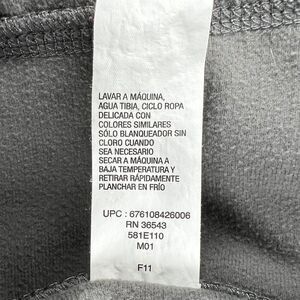 LAVAR A MÁQUINA,
AGUA TIBIA, CICLO ROPA
DELICADA CON
COLORES SIMILARES
SÓLO BLANQUEADOR SIN
CLORO CUANDO
SEA NECESARIO
SECAR A MÁQUINA A
BAJA TEMPERATURA Y
RETIRAR RÁPIDAMENTE
PLANCHAR EN FRÍO
UPC : 676108426006
RN 36543
581E110
M01
F11